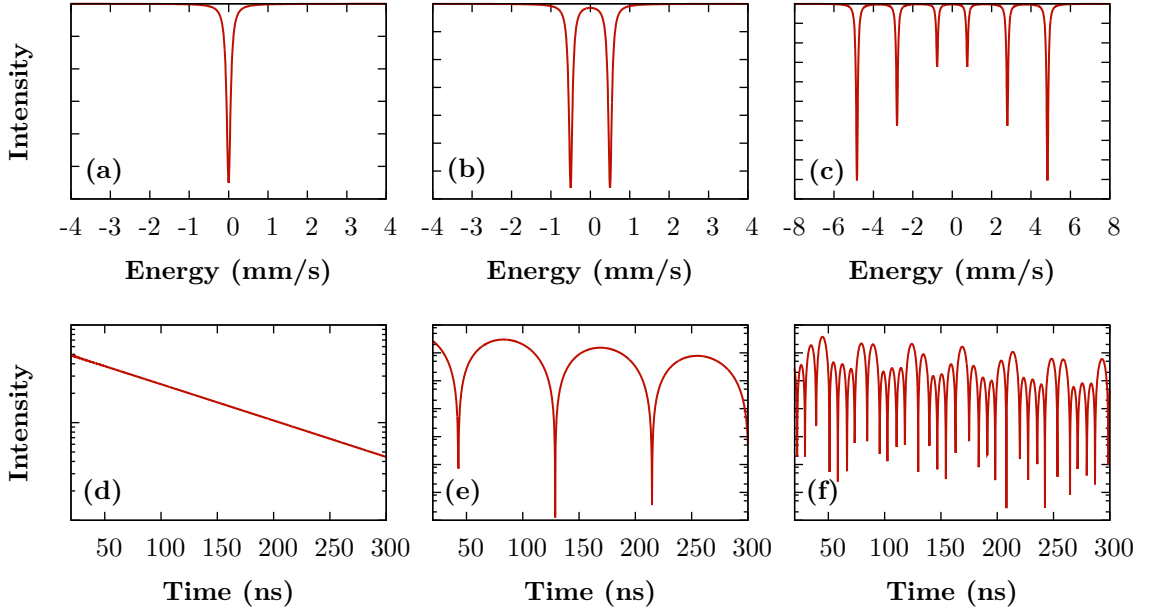 Intensity
(a)
-4 -3 -2 -1 0 1 2 3 4
Energy (mm/s)
(b)
-4 -3 -2 -1 0 1 2 3 4
Energy (mm/s)
(c)
-8 -6 -4 -2 0 2 4 6 8
Energy (mm/s)
Intensity
(d)
50 100 150 200 250 300
Time (ns)
(e)
50 100 150 200 250 300
Time (ns)
(f)
50 100 150 200 250 300
Time (ns)